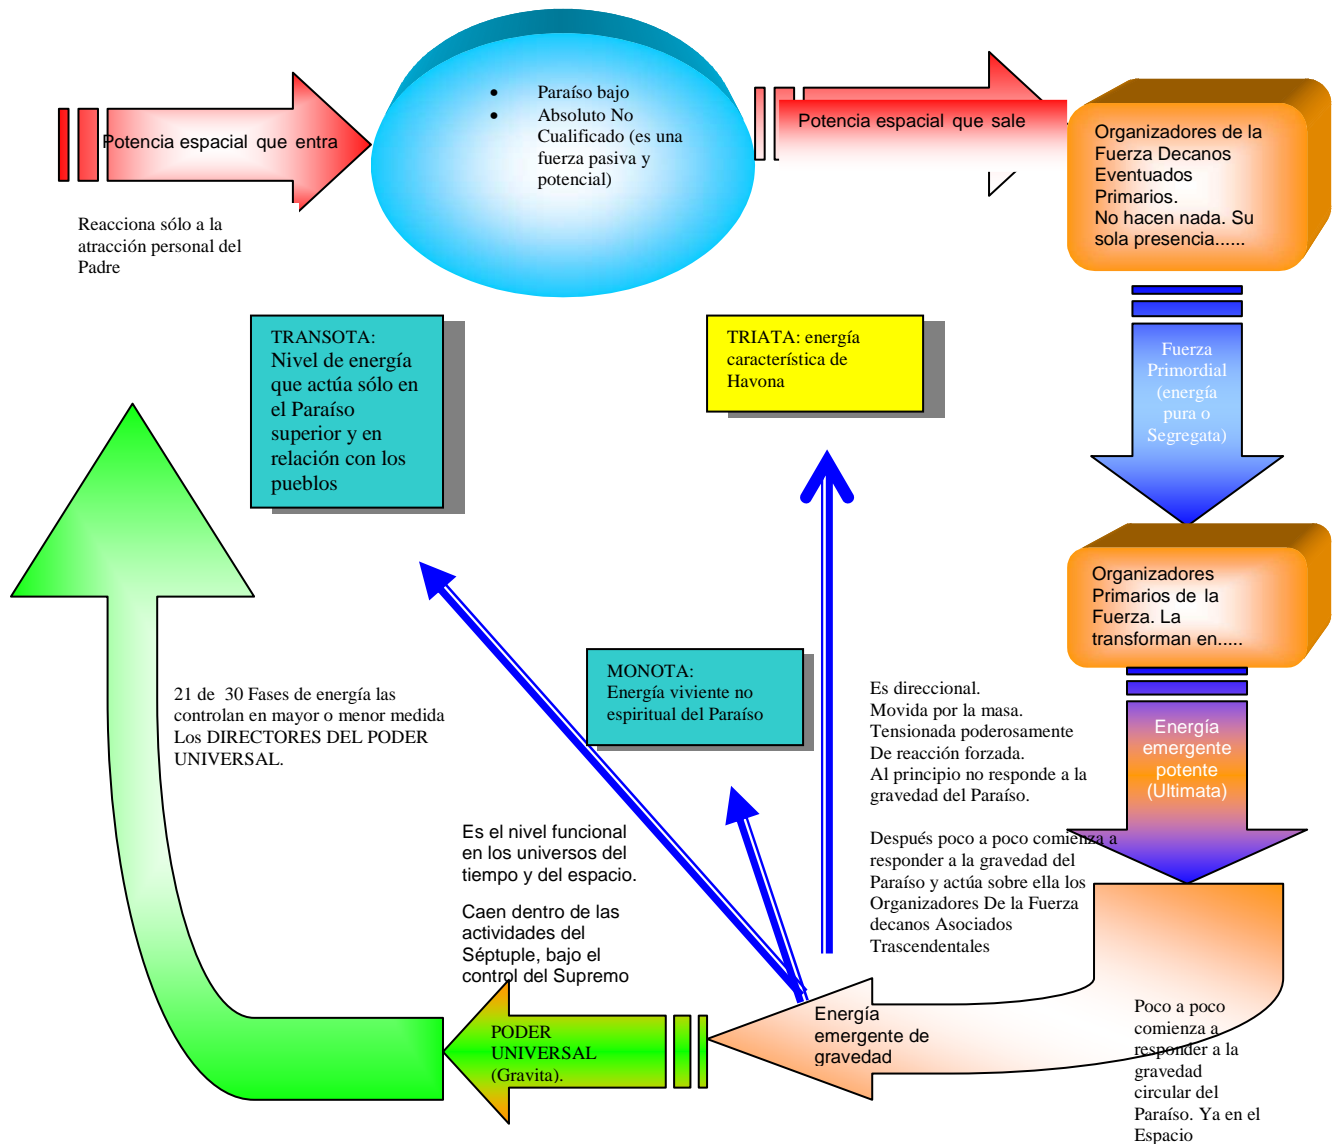 Potencia espacial que entra
• Paraíso bajo
• Absoluto No
Cualificado (es una
fuerza pasiva y
potencial)
Potencia espacial que sale
Organizadores de la
Fuerza Decanos
Eventuados
Primarios.
No hacen nada. Su
sola presencia......
Reacciona sólo a la
atracción personal del
Padre
TRANSOTA:
Nivel de energía
que actúa sólo en
el Paraíso
superior y en
relación con los
pueblos
TRIATA: energía
característica de
Havona
Fuerza
Primordial
(energía
pura o
Segregata)
Organizadores
Primarios de la
Fuerza. La
transforman en.....
MONOTA:
Energía viviente no
espiritual del Paraíso
21 de 30 Fases de energía las
controlan en mayor o menor medida
Los DIRECTORES DEL PODER
UNIVERSAL.
Es direccional.
Movida por la masa.
Tensionada poderosamente
De reacción forzada.
Al principio no responde a la
gravedad del Paraíso.
Después poco a poco comienza a
responder a la gravedad del
Paraíso y actúa sobre ella los
Organizadores De la Fuerza
decanos Asociados
Trascendentales
Energía
emergente
potente
(Ultimata)
Es el nivel funcional
en los universos del
tiempo y del espacio.
Caen dentro de las
actividades del
Séptuple, bajo el
control del Supremo
PODER
UNIVERSAL
(Gravita).
Energía
emergente de
gravedad
Poco a poco
comienza a
responder a la
gravedad
circular del
Paraíso. Ya en el
Espacio